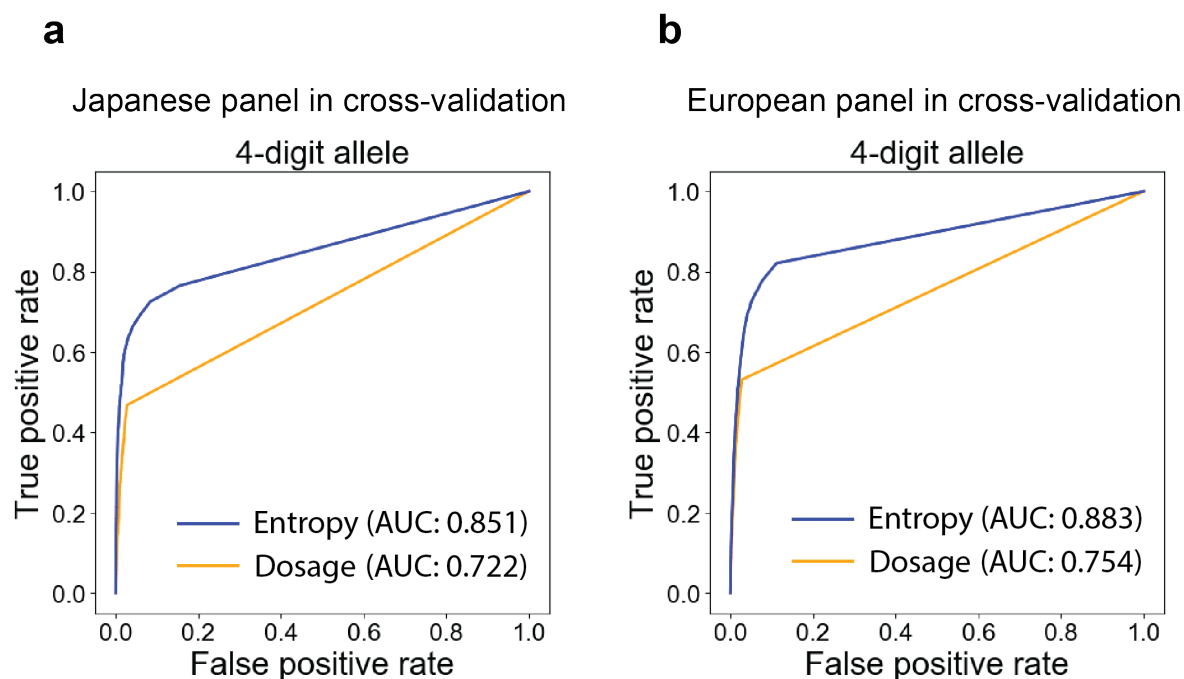 a
Japanese panel in cross-validation
4-digit allele
True positive rate
1.0
0.8
0.6
0.4
0.2
0.0
Entropy (AUC: 0.851)
Dosage (AUC: 0.722)
0.0 0.2 0.4 0.6 0.8 1.0
False positive rate
b
European panel in cross-validation
4-digit allele
True positive rate
1.0
0.8
0.6
0.4
0.2
0.0
Entropy (AUC: 0.883)
Dosage (AUC: 0.754)
0.0 0.2 0.4 0.6 0.8 1.0
False positive rate